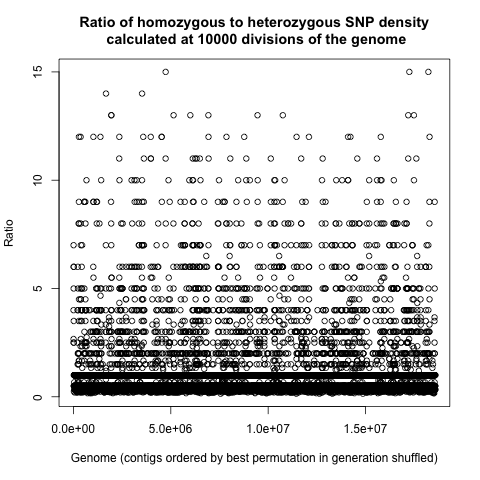 Ratio of homozygous to heterozygous SNP density
calculated at 10000 divisions of the genome
15
10
5
0
Ratio
0.0e+00 5.0e+06 1.0e+07 1.5e+07
Genome (contigs ordered by best permutation in generation shuffled)